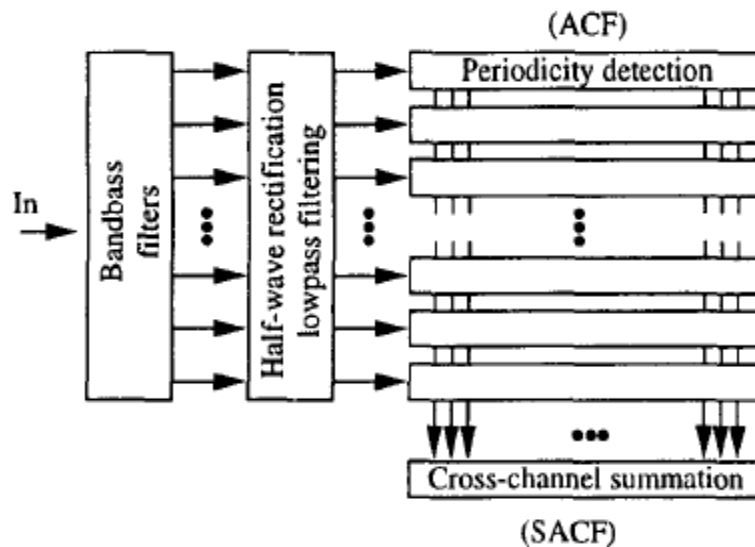 (ACF)
Periodicity detection
In
Bandbass
filters
Half-wave rectification
lowpass filtering
Cross-channel summation
(SACF)